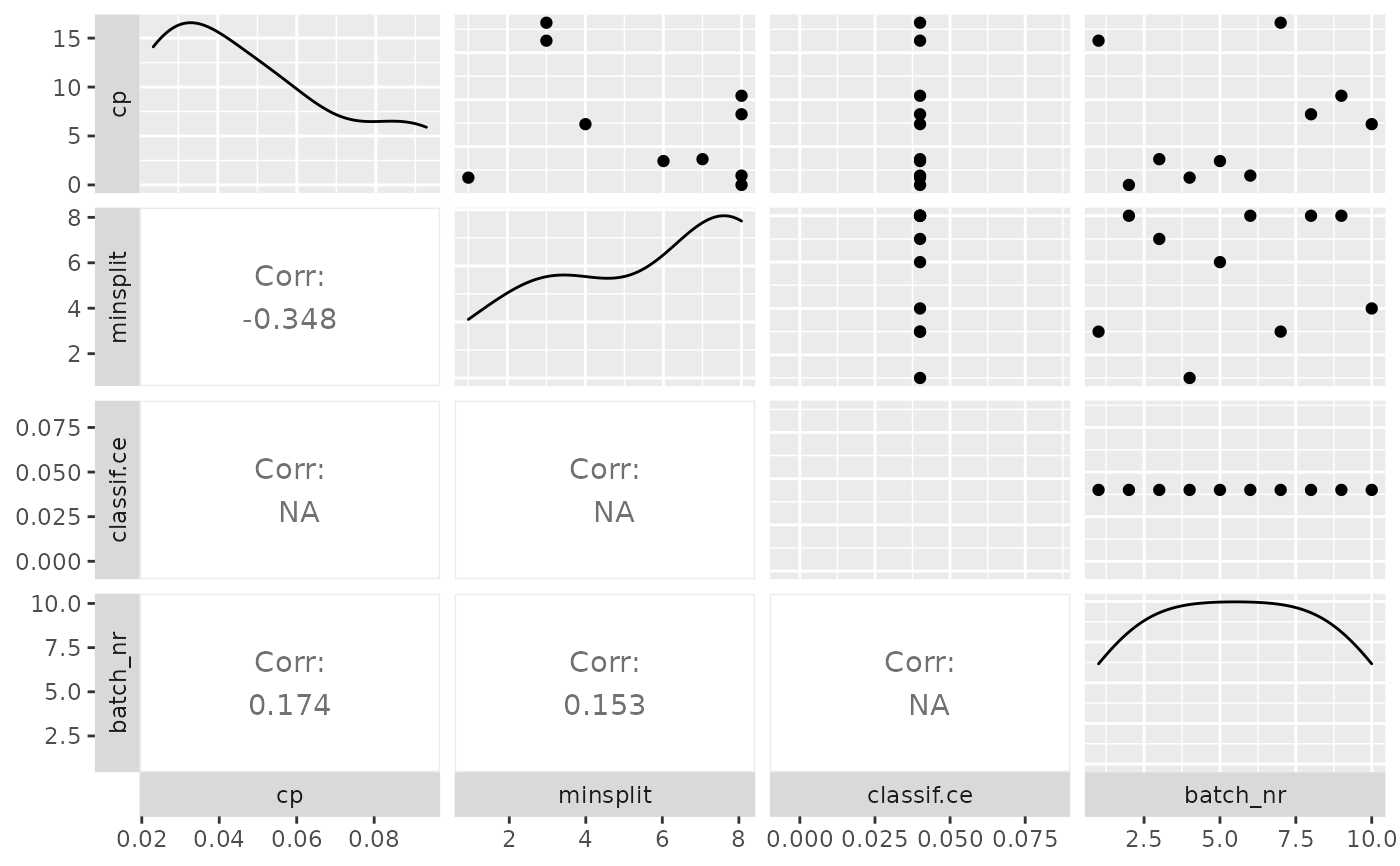 15
10
cp
5
0
8
6
minsplit
4
2
Corr:
-0.348
0.075
0.050
classif.ce
0.025
0.000
Corr:
NA
Corr:
NA
10.0
7.5
batch_nr
5.0
2.5
Corr:
0.174
Corr:
0.153
Corr:
NA
cp minsplit classif.ce batch_nr
0.02 0.04 0.06 0.08 2 4 6 8 0.000 0.025 0.050 0.075 2.5 5.0 7.5 10.0